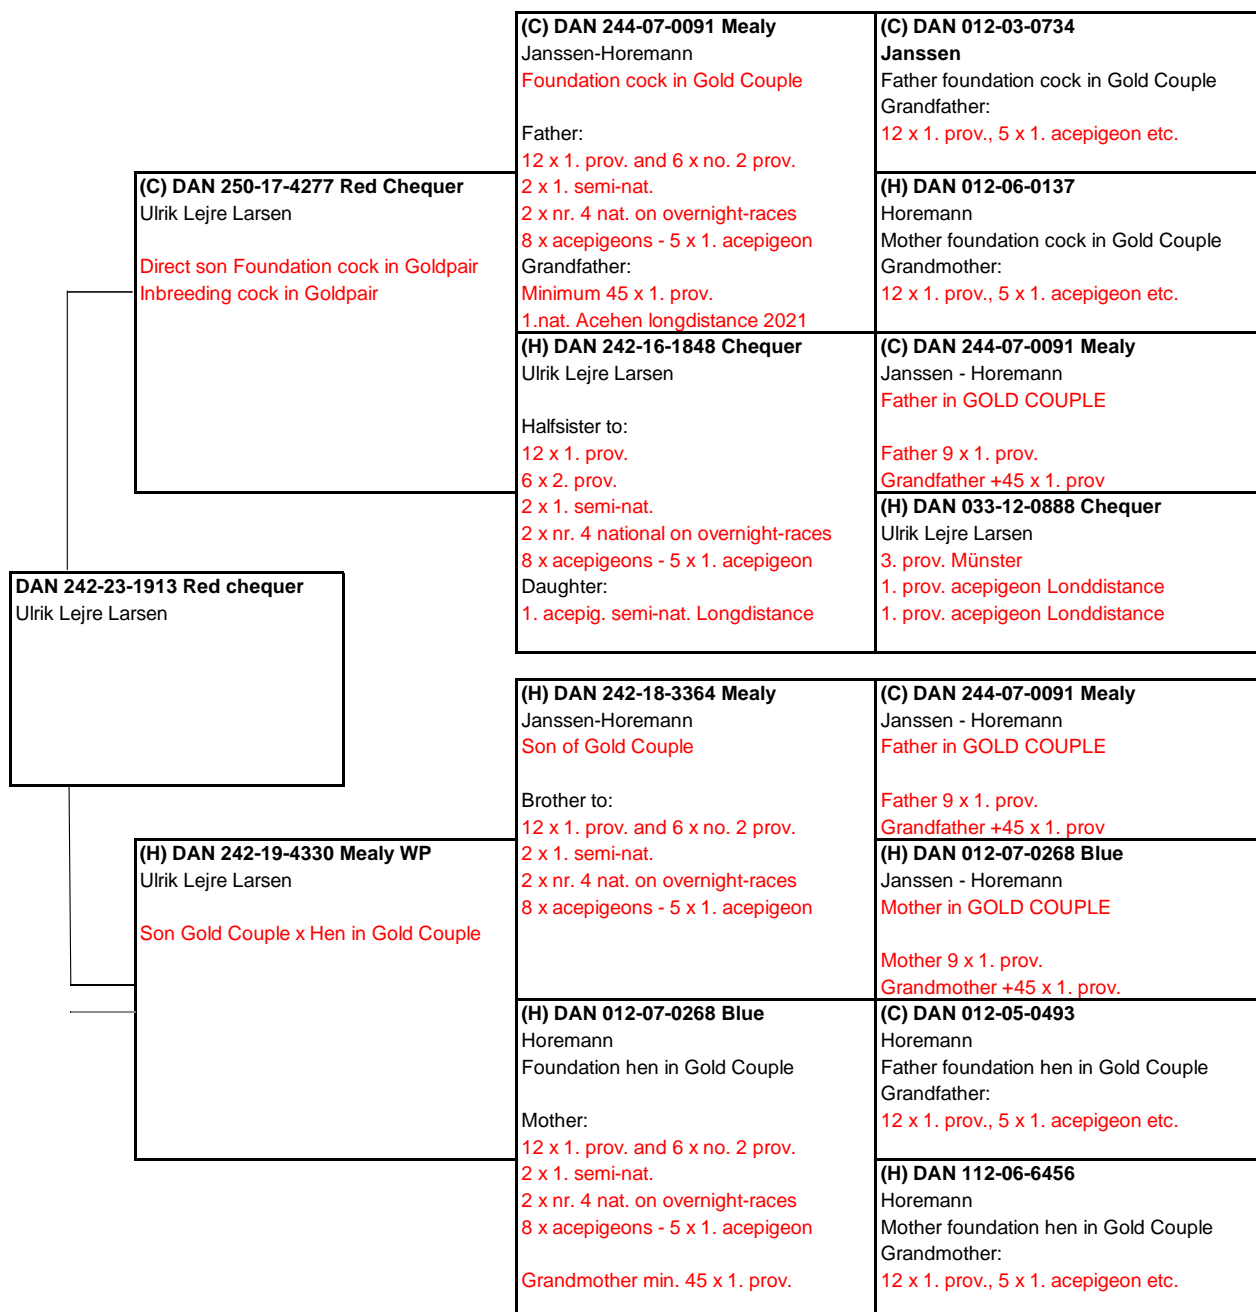 DAN 242-23-1913 Red chequer
Ulrik Lejre Larsen
(C) DAN 250-17-4277 Red Chequer
Ulrik Lejre Larsen
Direct son Foundation cock in Goldpair
Inbreeding cock in Goldpair
(H) DAN 242-19-4330 Mealy WP
Ulrik Lejre Larsen
Son Gold Couple x Hen in Gold Couple
(C) DAN 244-07-0091 Mealy
Janssen-Horemann
Foundation cock in Gold Couple
Father:
12 x 1. prov. and 6 x no. 2 prov.
2 x 1. semi-nat.
2 x nr. 4 nat. on overnight-races
8 x acepigeons - 5 x 1. acepigeon
Grandfather:
Minimum 45 x 1. prov.
1.nat. Acehen longdistance 2021
(H) DAN 242-16-1848 Chequer
Ulrik Lejre Larsen
Halfsister to:
12 x 1. prov.
6 x 2. prov.
2 x 1. semi-nat.
2 x nr. 4 national on overnight-races
8 x acepigeons - 5 x 1. acepigeon
Daughter:
1. acepig. semi-nat. Longdistance
(H) DAN 242-18-3364 Mealy
Janssen-Horemann
Son of Gold Couple
Brother to:
12 x 1. prov. and 6 x no. 2 prov.
2 x 1. semi-nat.
2 x nr. 4 nat. on overnight-races
8 x acepigeons - 5 x 1. acepigeon
(H) DAN 012-07-0268 Blue
Horemann
Foundation hen in Gold Couple
Mother:
12 x 1. prov. and 6 x no. 2 prov.
2 x 1. semi-nat.
2 x nr. 4 nat. on overnight-races
8 x acepigeons - 5 x 1. acepigeon
Grandmother min. 45 x 1. prov.
(C) DAN 012-03-0734
Janssen
Father foundation cock in Gold Couple
Grandfather:
12 x 1. prov., 5 x 1. acepigeon etc.
(H) DAN 012-06-0137
Horemann
Mother foundation cock in Gold Couple
Grandmother:
12 x 1. prov., 5 x 1. acepigeon etc.
(C) DAN 244-07-0091 Mealy
Janssen - Horemann
Father in GOLD COUPLE
Father 9 x 1. prov.
Grandfather +45 x 1. prov
(H) DAN 033-12-0888 Chequer
Ulrik Lejre Larsen
3. prov. Münster
1. prov. acepigeon Londdistance
1. prov. acepigeon Londdistance
(C) DAN 244-07-0091 Mealy
Janssen - Horemann
Father in GOLD COUPLE
Father 9 x 1. prov.
Grandfather +45 x 1. prov
(H) DAN 012-07-0268 Blue
Janssen - Horemann
Mother in GOLD COUPLE
Mother 9 x 1. prov.
Grandmother +45 x 1. prov.
(C) DAN 012-05-0493
Horemann
Father foundation hen in Gold Couple
Grandfather:
12 x 1. prov., 5 x 1. acepigeon etc.
(H) DAN 112-06-6456
Horemann
Mother foundation hen in Gold Couple
Grandmother:
12 x 1. prov., 5 x 1. acepigeon etc.